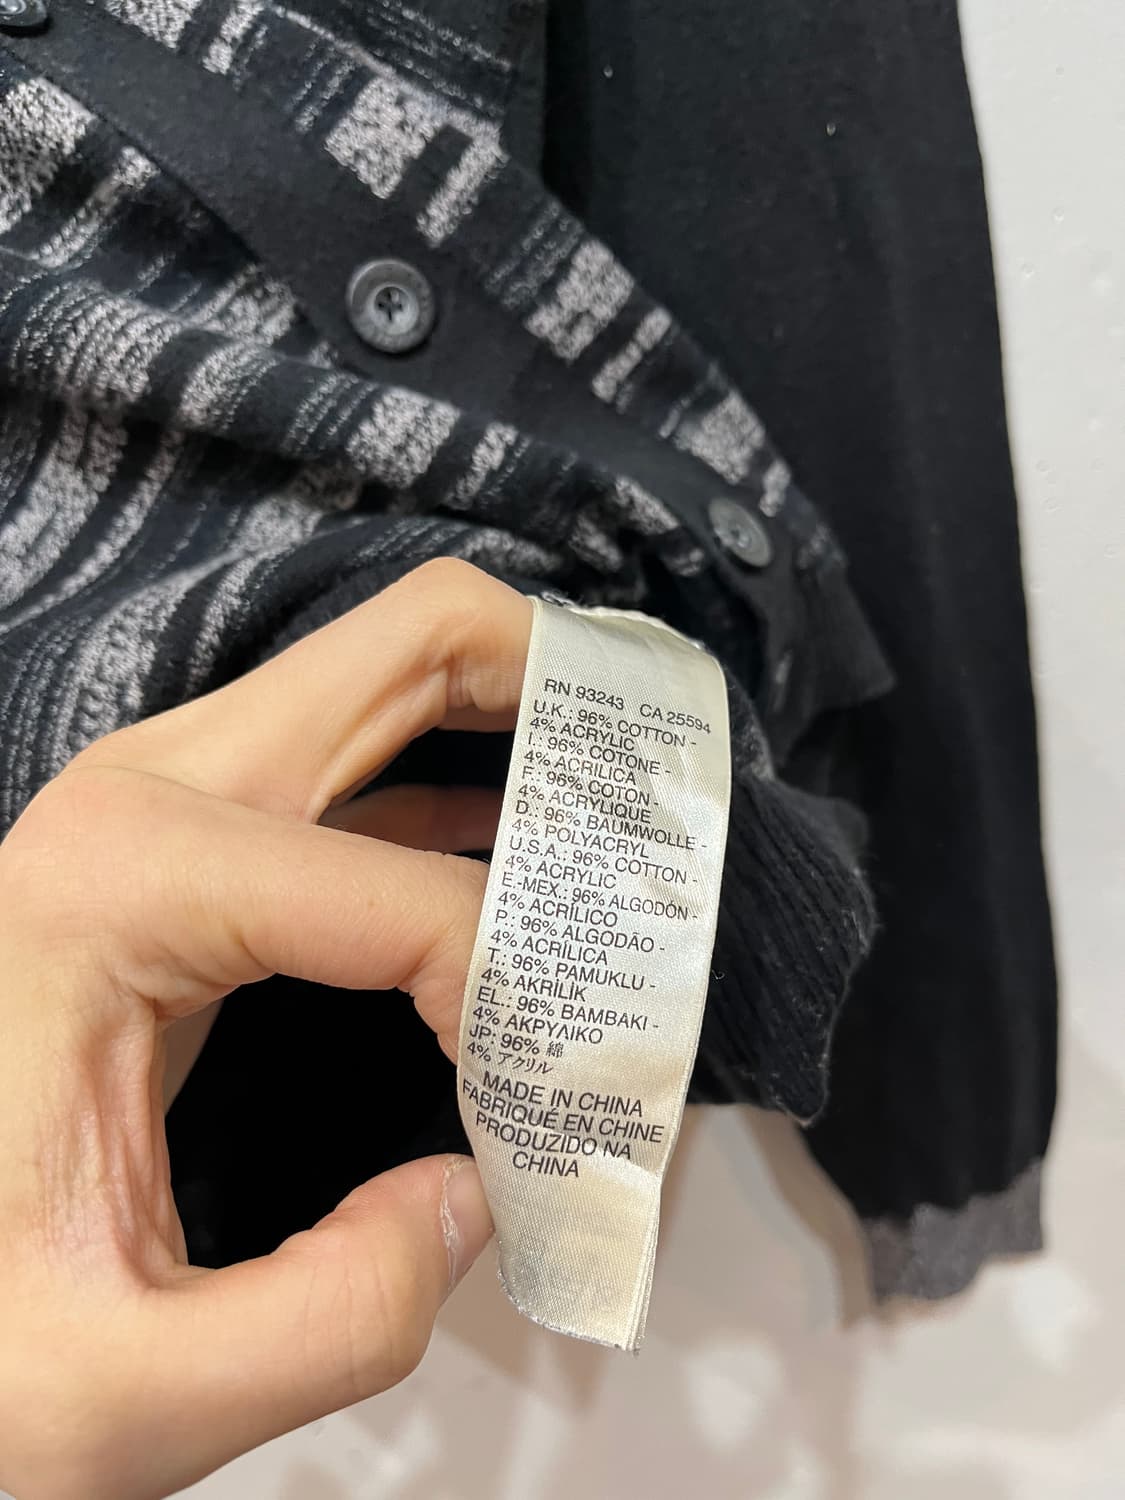 RN 93243 CA 25594
U.K.: 96% COTTON -
4% ACRYLIC
I.: 96% COTONE -
4% ACRILICA
F.: 96% COTON -
4% ACRYLIQUE
D.: 96% BAUMWOLLE -
4% POLYACRYL
U.S.A.: 96% COTTON -
4% ACRYLIC
E.-MEX.: 96% ALGODÓN -
4% ACRÍLICO
P.: 96% ALGODÃO -
4% ACRÍLICA
T.: 96% PAMUKLU -
4% AKRİLİK
EL.: 96% BAMBAKI -
4% ΑΚΡΥΛΙΚΟ
JP: 96% 綿
4% アクリル
MADE IN CHINA
FABRIQUÉ EN CHINE
PRODUZIDO NA
CHINA